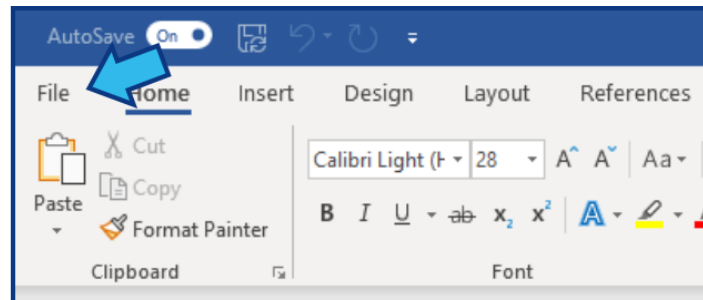 AutoSave On
File Home Insert Design Layout References
Cut
Calibri Light (H 28 A^ Aˇ Aa
Copy
Paste
B I U ab x₂ x² A
Format Painter
Clipboard Font